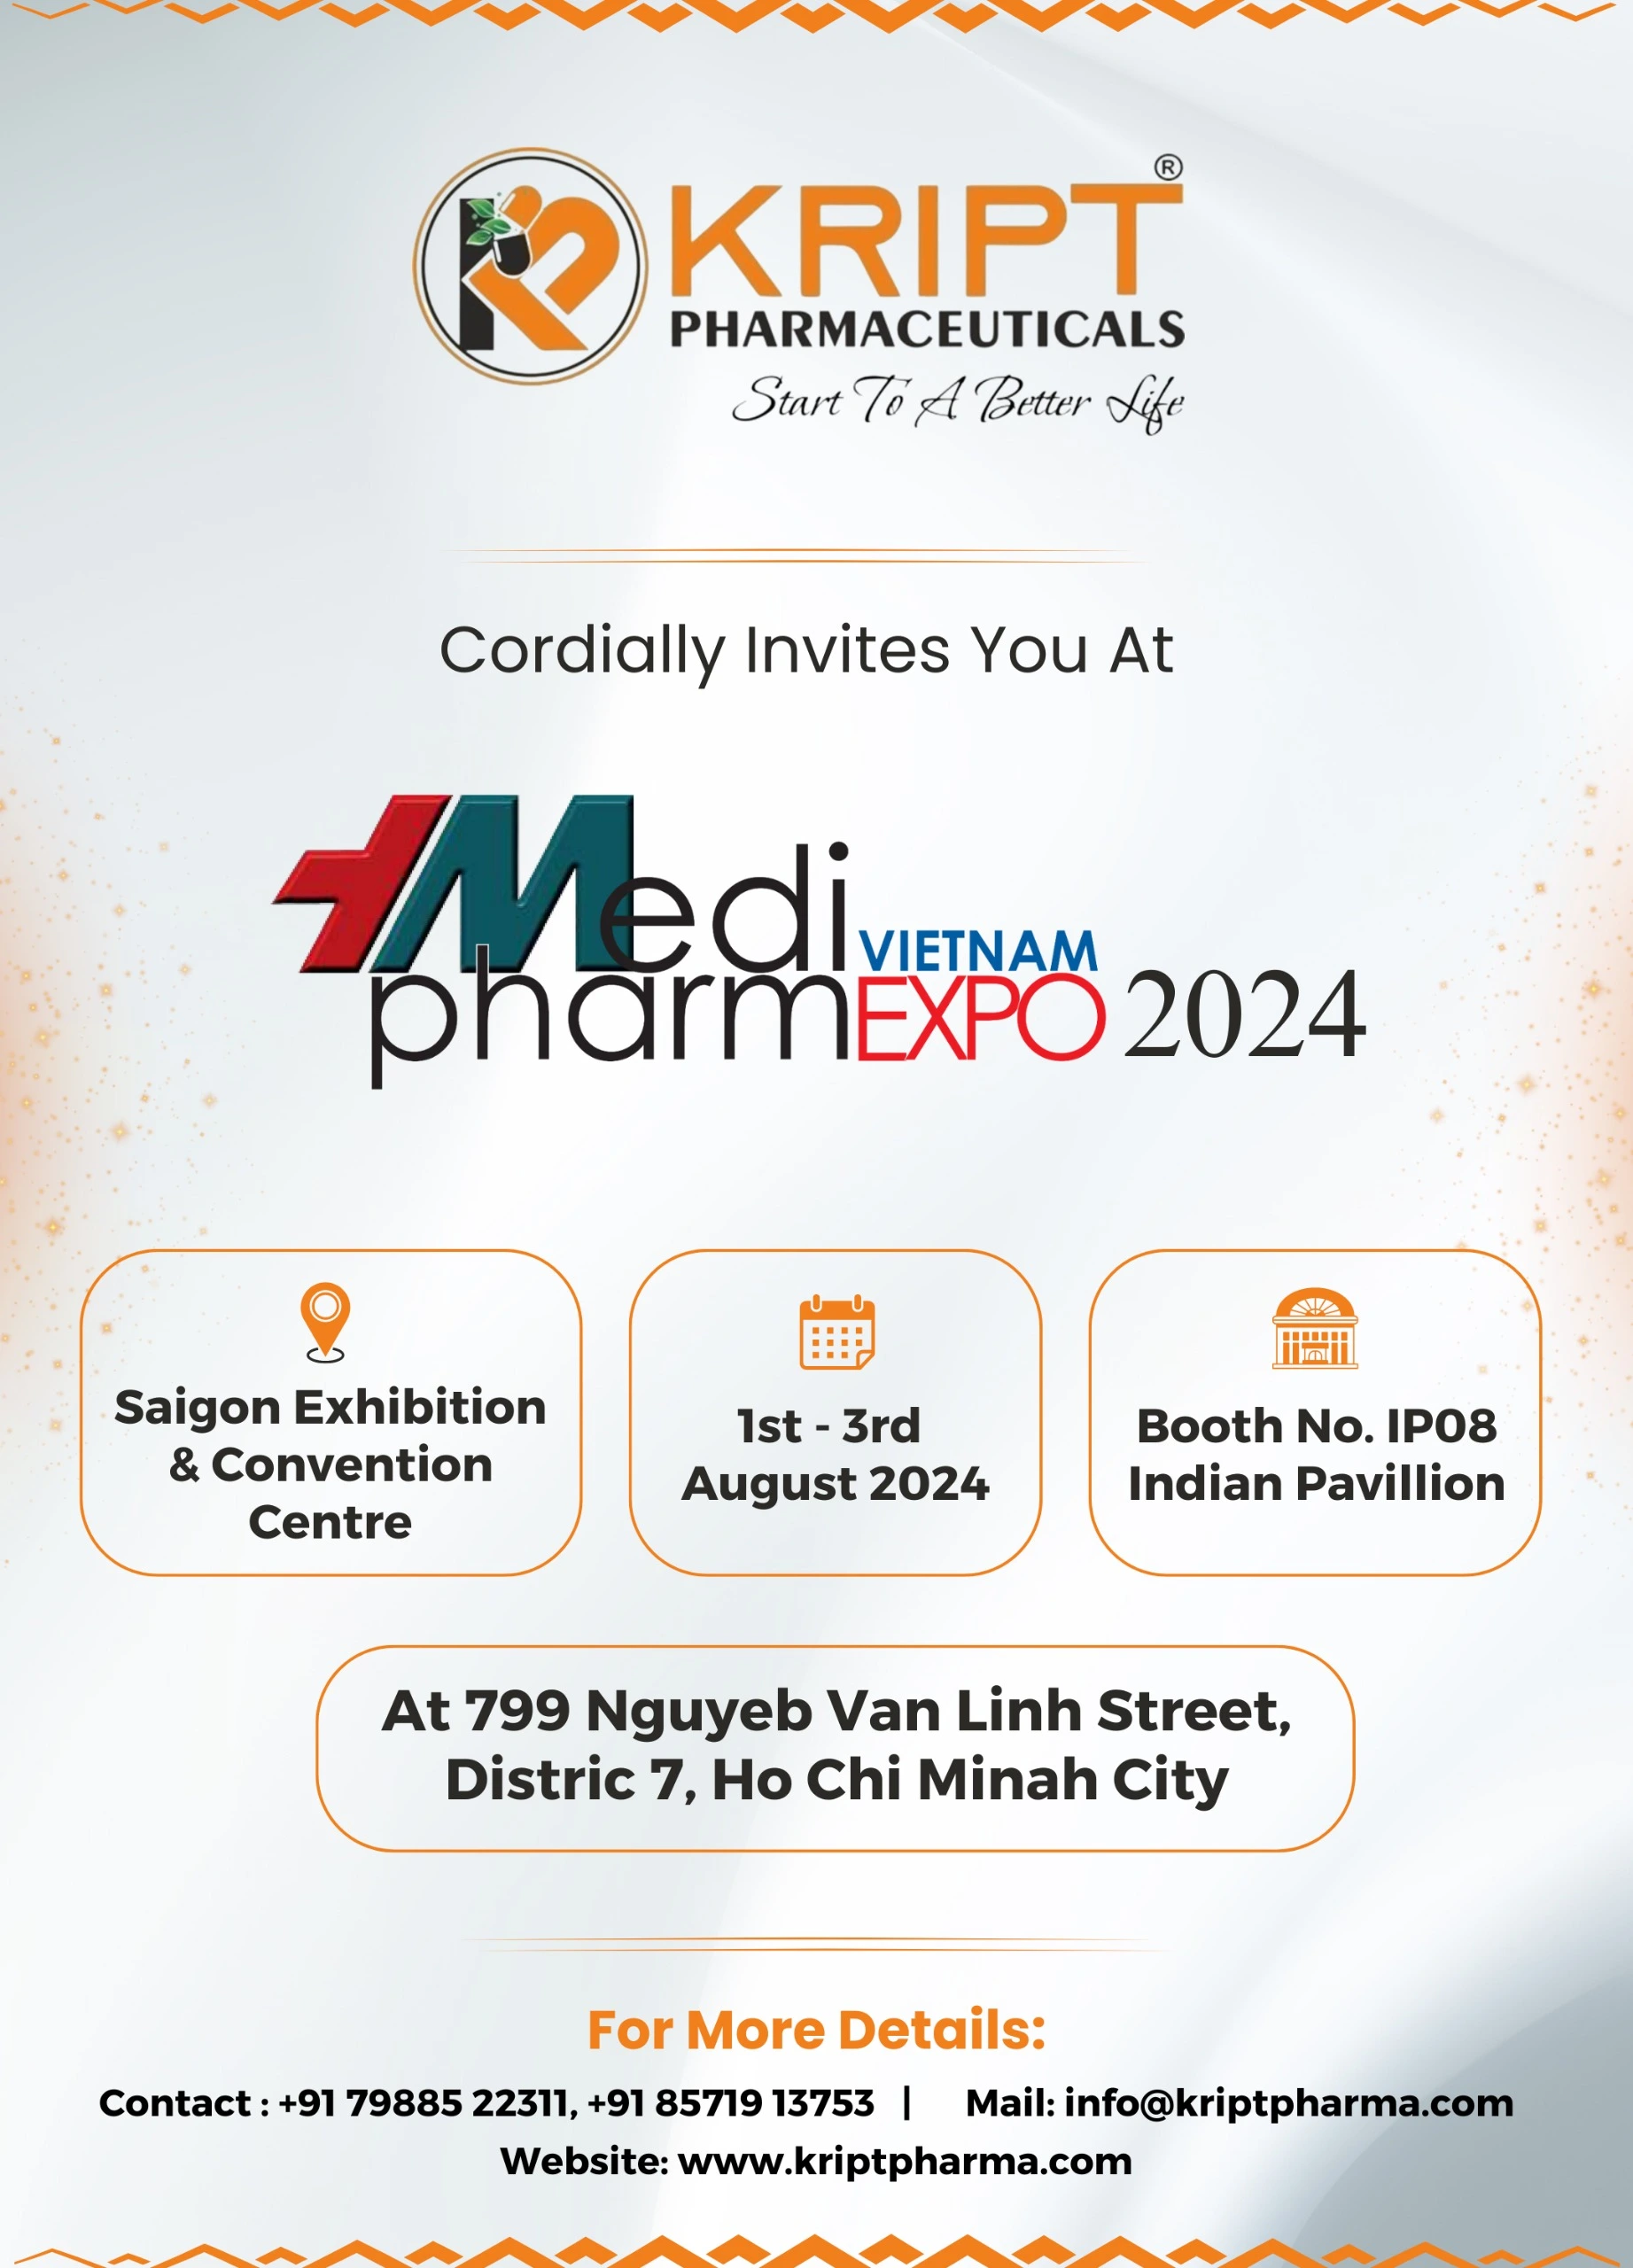 KRIPT®
PHARMACEUTICALS
Start To A Better Life
Cordially Invites You At
Medi
pharm VIETNAM
EXPO 2024
Saigon Exhibition
& Convention
Centre
1st - 3rd
August 2024
Booth No. IP08
Indian Pavillion
At 799 Nguyeb Van Linh Street,
Distric 7, Ho Chi Minah City
For More Details:
Contact : +91 79885 22311, +91 85719 13753 | Mail: info@kriptpharma.com
Website: www.kriptpharma.com